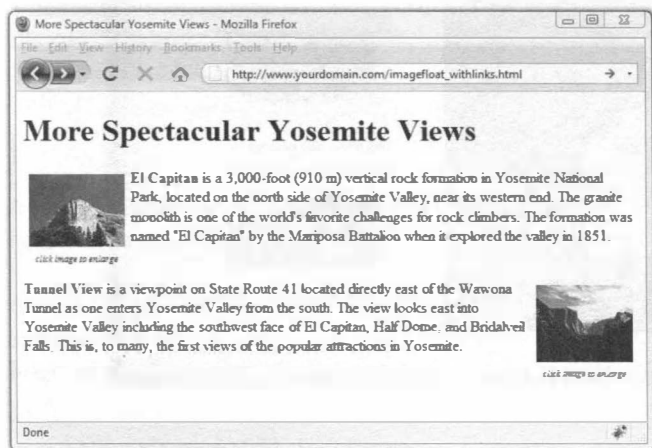 More Spectacular Yosemite Views - Mozilla Firefox
File Edit View History Bookmarks Tools Help
http://www.yourdomain.com/imagefloat_withlinks.html
More Spectacular Yosemite Views
El Capitan is a 3,000-foot (910 m) vertical rock formation in Yosemite National
Park, located on the north side of Yosemite Valley, near its western end. The granite
monolith is one of the world's favorite challenges for rock climbers. The formation was
named "El Capitan" by the Mariposa Battalion when it explored the valley in 1851.
click image to enlarge
Tunnel View is a viewpoint on State Route 41 located directly east of the Wawona
Tunnel as one enters Yosemite Valley from the south. The view looks east into
Yosemite Valley including the southwest face of El Capitan, Half Dome, and Bridalveil
Falls. This is, to many, the first views of the popular attractions in Yosemite.
click image to enlarge
Done